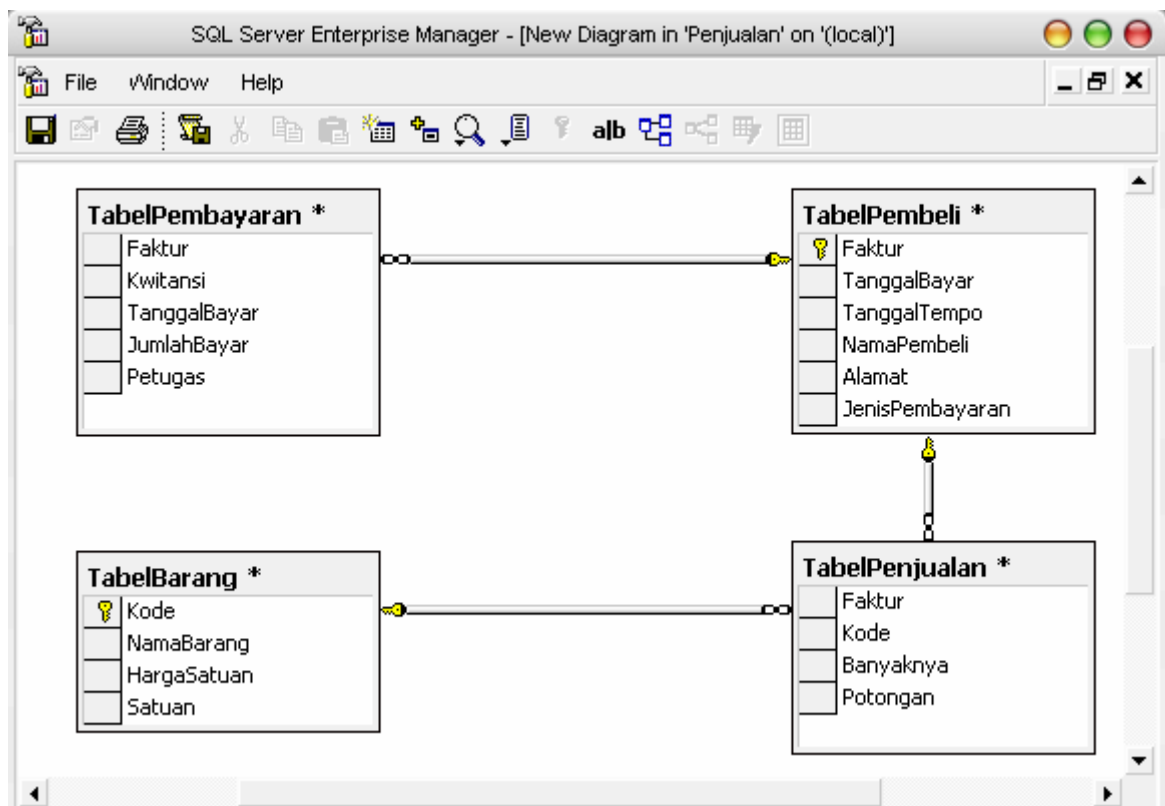 SQL Server Enterprise Manager - [New Diagram in 'Penjualan' on '(local)']
File Window Help
a|b
TabelPembayaran *
Faktur
Kwitansi
TanggalBayar
JumlahBayar
Petugas
TabelPembeli *
Faktur
TanggalBayar
TanggalTempo
NamaPembeli
Alamat
JenisPembayaran
TabelBarang *
Kode
NamaBarang
HargaSatuan
Satuan
TabelPenjualan *
Faktur
Kode
Banyaknya
Potongan